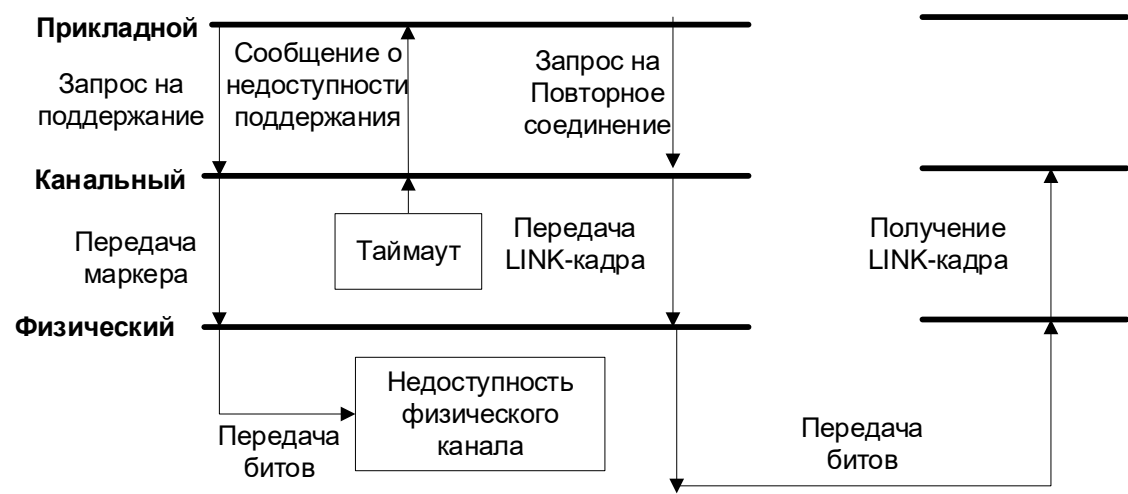 Прикладной
Запрос на
поддержание
Сообщение о
недоступности
поддержания
Запрос на
Повторное
соединение
Канальный
Передача
маркера
Таймаут
Передача
LINK-кадра
Получение
LINK-кадра
Физический
Недоступность
физического
канала
Передача
битов
Передача
битов